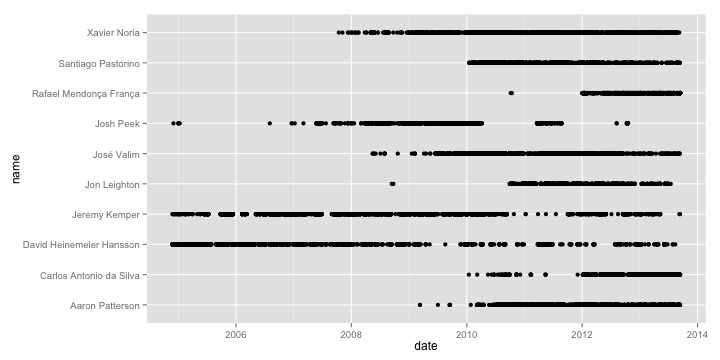 Xavier Noria
Santiago Pastorino
Rafael Mendonça França
Josh Peek
José Valim
Jon Leighton
Jeremy Kemper
David Heinemeier Hansson
Carlos Antonio da Silva
Aaron Patterson
name
2006 2008 2010 2012 2014
date